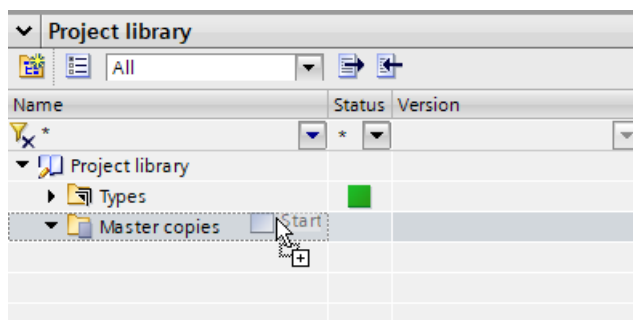 Project library
All
Name Status Version
* *
Project library
Types
Master copies Start